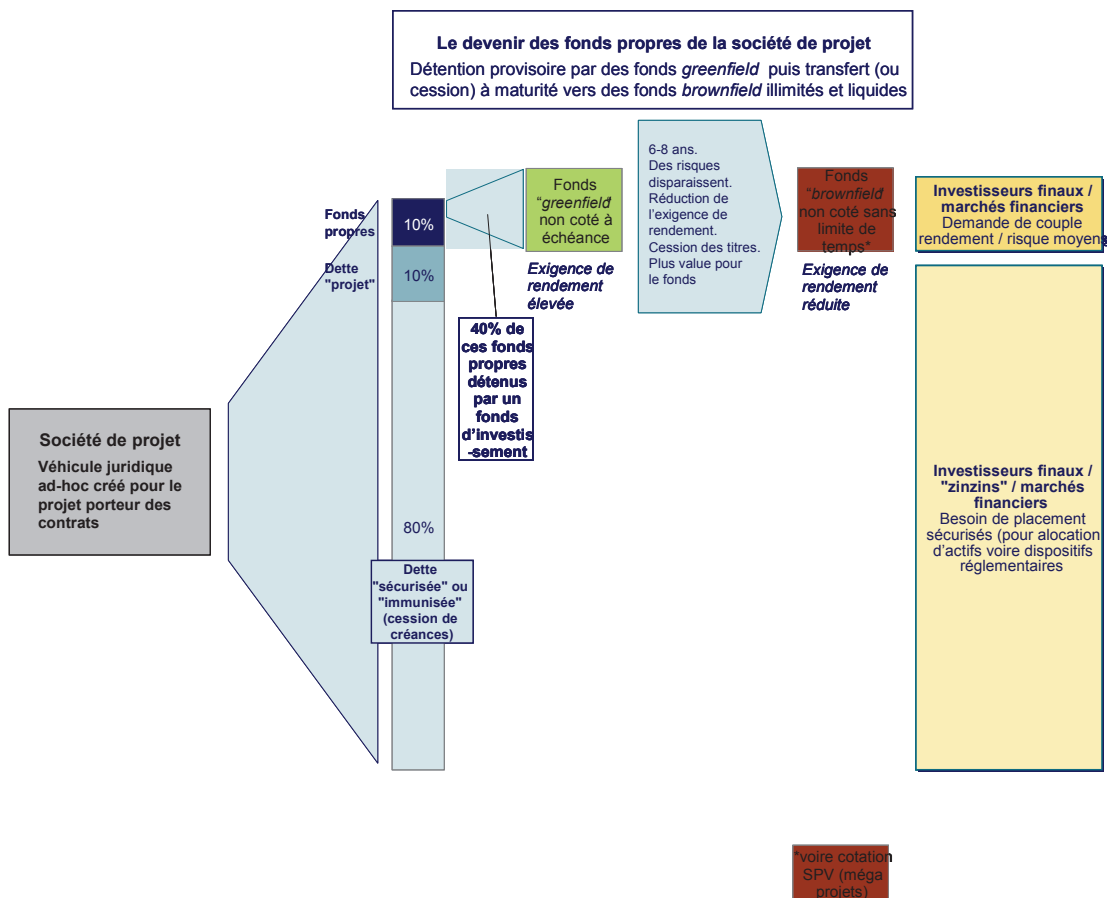 Le devenir des fonds propres de la société de projet
Détention provisoire par des fonds greenfield puis transfert (ou
cession) à maturité vers des fonds brownfield illimités et liquides
Fonds
propres
10%
Dette
"projet"
10%
Fonds
"greenfield"
non coté à
échéance
Exigence de
rendement
élevée
6-8 ans.
Des risques
disparaissent.
Réduction de
l'exigence de
rendement.
Cession des titres.
Plus value pour
le fonds
Fonds
"brownfield"
non coté sans
limite de
temps*
Exigence de
rendement
réduite
Investisseurs finaux /
marchés financiers
Demande de couple
rendement / risque moyens
40% de
ces fonds
propres
détenus
par un
fonds
d'investis
-sement
Société de projet
Véhicule juridique
ad-hoc créé pour le
projet porteur des
contrats
80%
Dette
"sécurisée" ou
"immunisée"
(cession de
créances)
Investisseurs finaux /
"zinzins" / marchés
financiers
Besoin de placement
sécurisés (pour alocation
d'actifs voire dispositifs
réglementaires
*voire cotation
SPV (méga
projets)